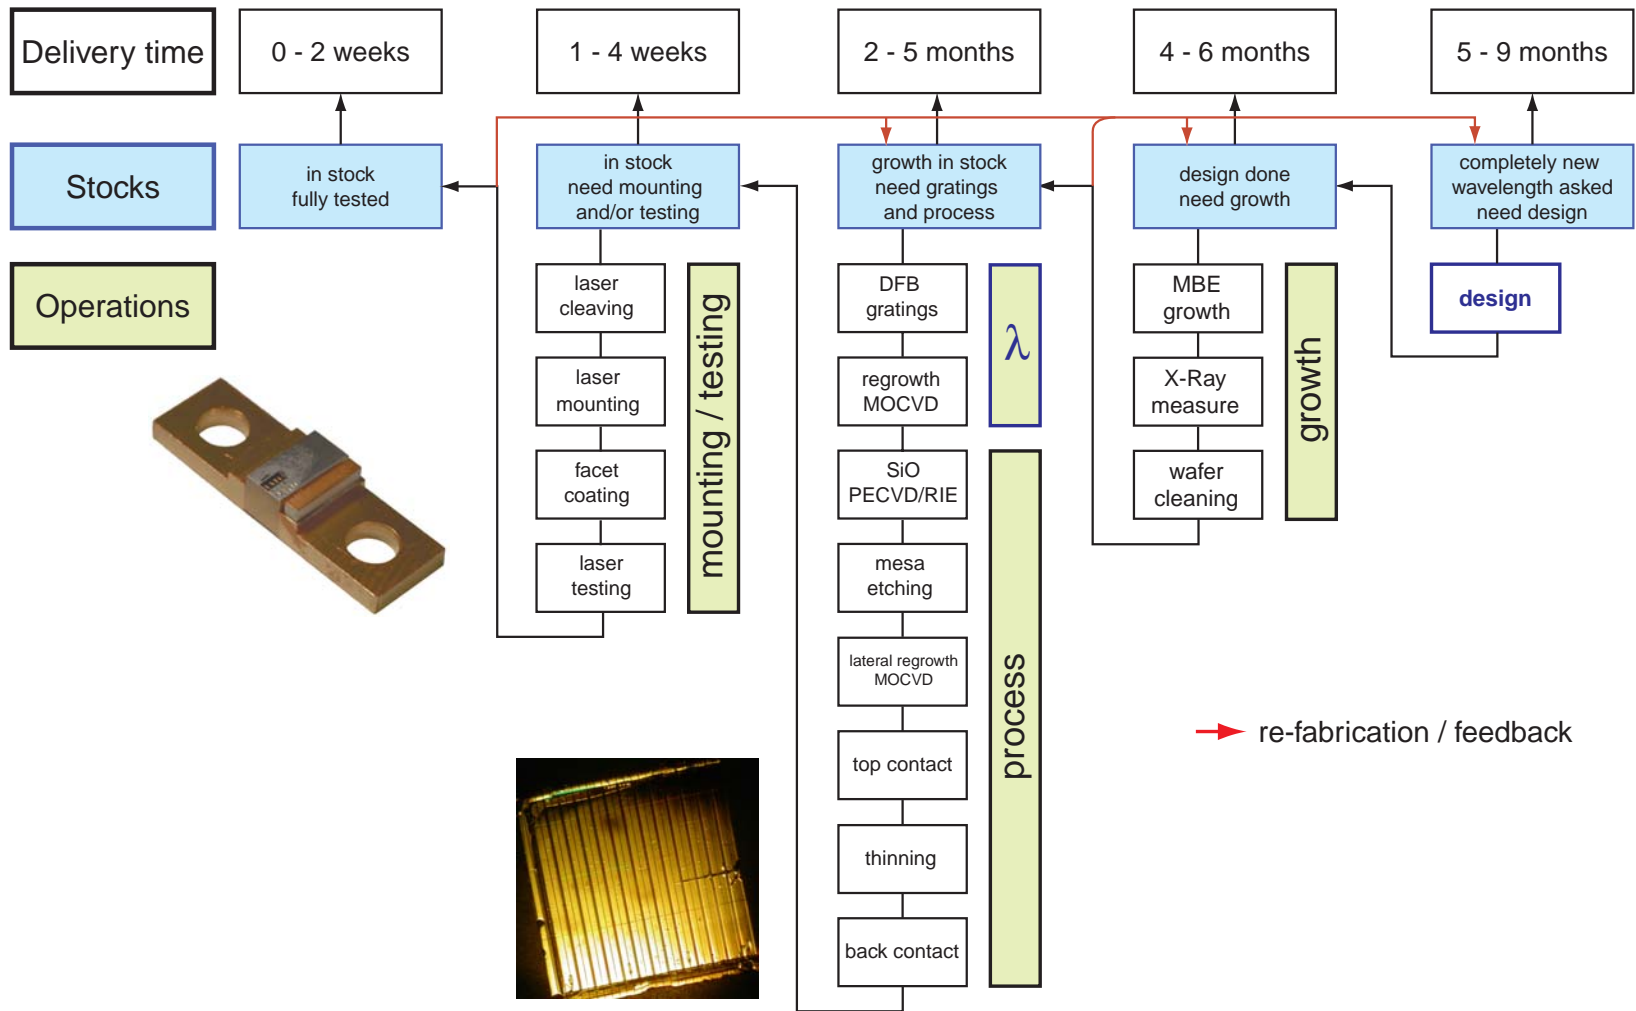 Delivery time
0 - 2 weeks
1 - 4 weeks
2 - 5 months
4 - 6 months
5 - 9 months
Stocks
in stock
fully tested
in stock
need mounting
and/or testing
growth in stock
need gratings
and process
design done
need growth
completely new
wavelength asked
need design
Operations
laser
cleaving
laser
mounting
facet
coating
laser
testing
mounting / testing
DFB
gratings
regrowth
MOCVD
λ
SiO
PECVD/RIE
mesa
etching
lateral regrowth
MOCVD
top contact
thinning
back contact
process
MBE
growth
X-Ray
measure
wafer
cleaning
growth
design
re-fabrication / feedback